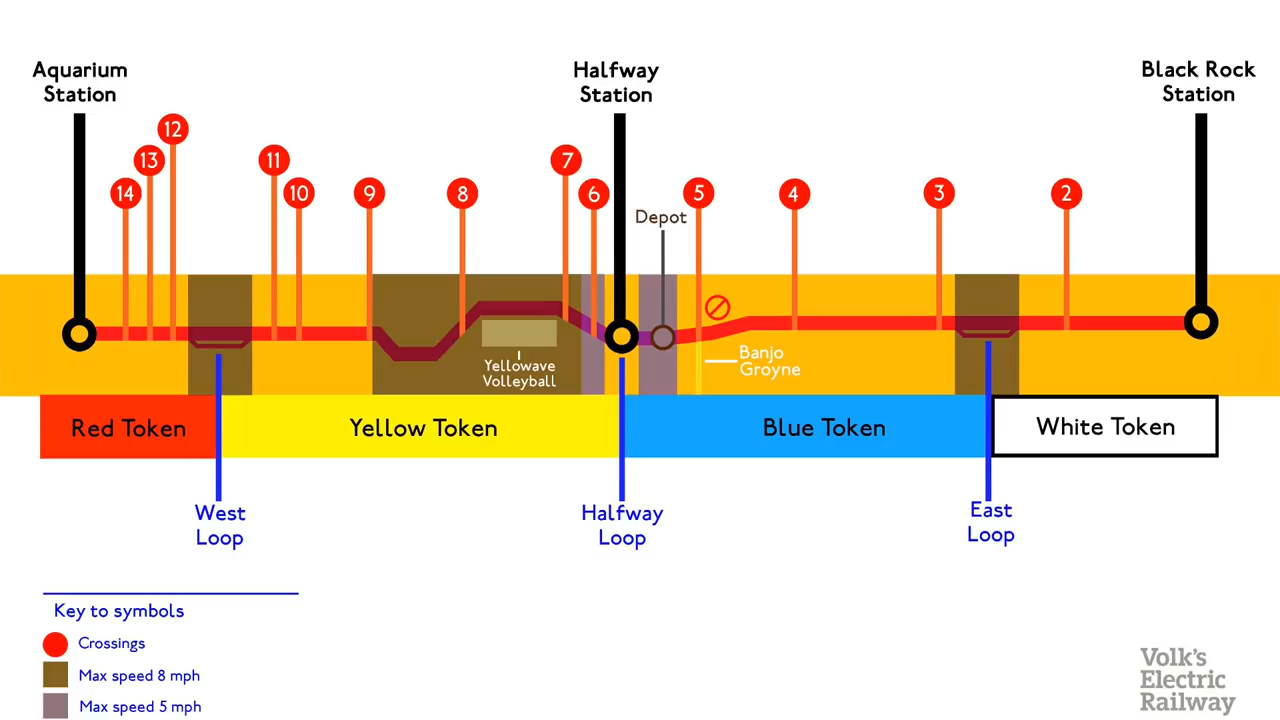 Aquarium
Station
Halfway
Station
Black Rock
Station
12
13
11
7
14
10
9
8
6
5
4
3
2
Depot
Yellowave
Volleyball
Banjo
Groyne
Red Token
Yellow Token
Blue Token
White Token
West
Loop
Halfway
Loop
East
Loop
Key to symbols
Crossings
Max speed 8 mph
Max speed 5 mph
Volk's
Electric
Railway